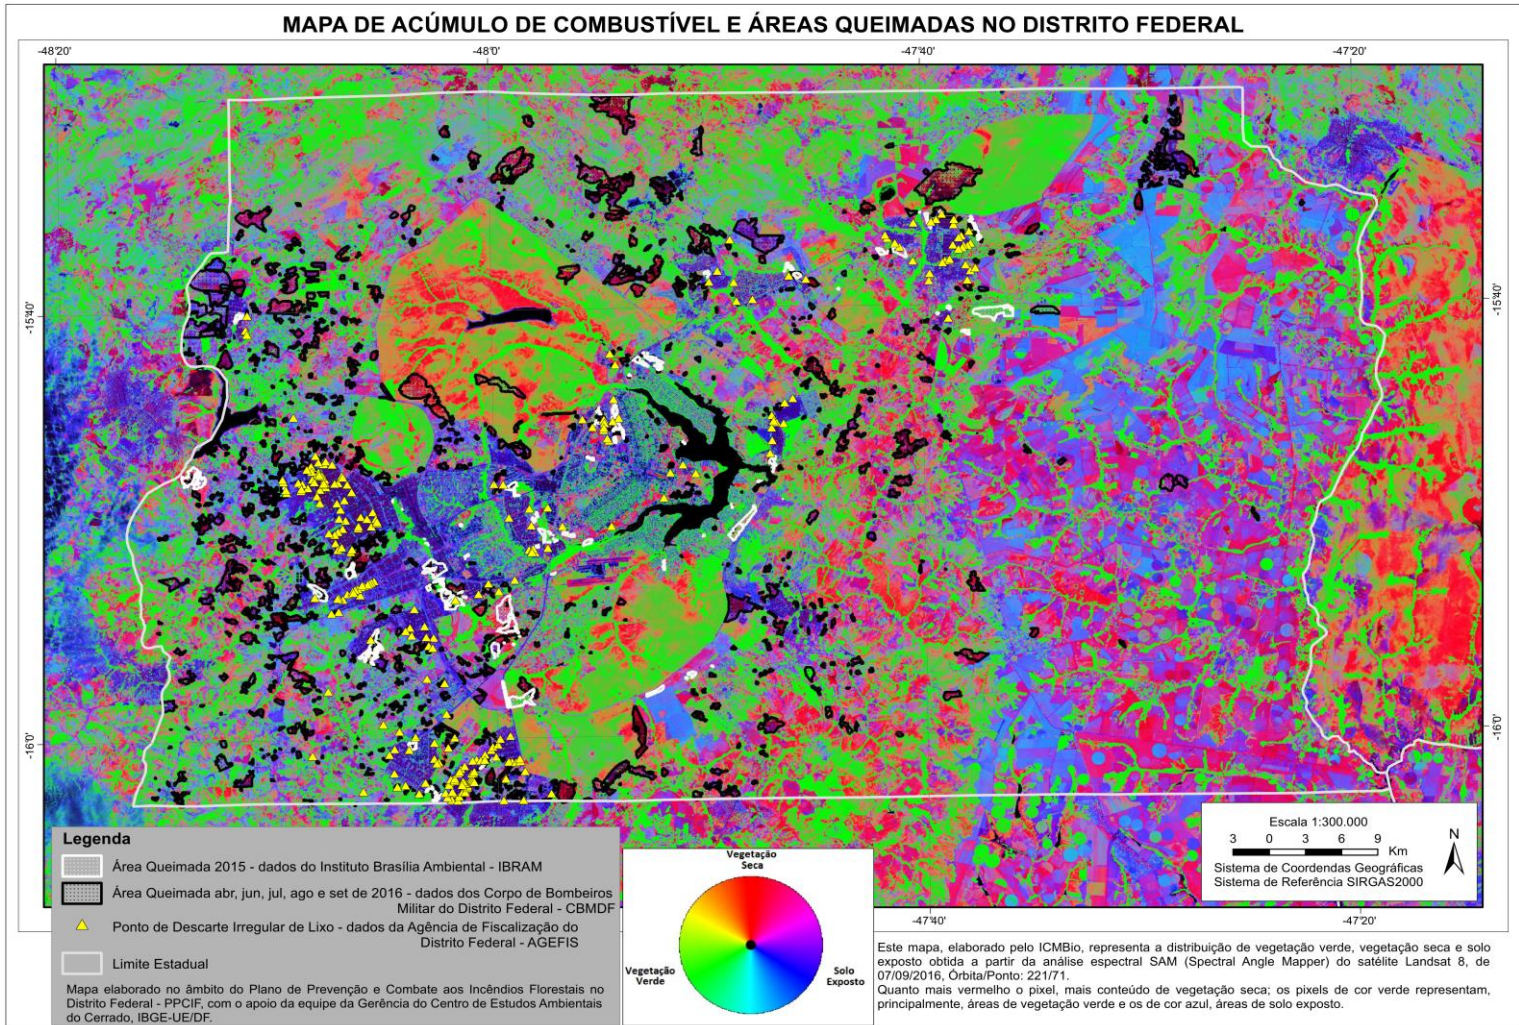 MAPA DE ACÚMULO DE COMBUSTÍVEL E ÁREAS QUEIMADAS NO DISTRITO FEDERAL
-48°20'
-48°0'
-47°40'
-47°20'
-15°40'
-15°40'
-16°0'
-16°0'
Legenda
Área Queimada 2015 - dados do Instituto Brasília Ambiental - IBRAM
Área Queimada abr, jun, jul, ago e set de 2016 - dados dos Corpo de Bombeiros
Militar do Distrito Federal - CBMDF
Ponto de Descarte Irregular de Lixo - dados da Agência de Fiscalização do
Distrito Federal - AGEFIS
Limite Estadual
Mapa elaborado no âmbito do Plano de Prevenção e Combate aos Incêndios Florestais no
Distrito Federal - PPCIF, com o apoio da equipe da Gerência do Centro de Estudos Ambientais
do Cerrado, IBGE-UE/DF.
Vegetação
Seca
Vegetação
Verde
Solo
Exposto
Escala 1:300.000
3 0 3 6 9
Km
N
Sistema de Coordendas Geográficas
Sistema de Referência SIRGAS2000
-47°40'
-47°20'
Este mapa, elaborado pelo ICMBio, representa a distribuição de vegetação verde, vegetação seca e solo
exposto obtida a partir da análise espectral SAM (Spectral Angle Mapper) do satélite Landsat 8, de
07/09/2016, Órbita/Ponto: 221/71.
Quanto mais vermelho o pixel, mais conteúdo de vegetação seca; os pixels de cor verde representam,
principalmente, áreas de vegetação verde e os de cor azul, áreas de solo exposto.